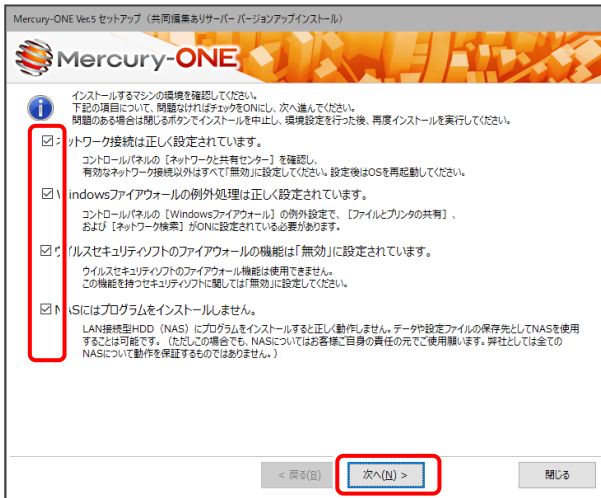 Mercury-ONE Ver.5 セットアップ（共同編集ありサーバー バージョンアップインストール）
Mercury-ONE
インストールするマシンの環境を確認してください。
下記の項目について、問題なければチェックをONにし、次へ進んでください。
問題のある場合は閉じるボタンでインストールを中止し、環境設定を行った後、再度インストールを実行してください。
ネットワーク接続は正しく設定されています。
コントロールパネルの［ネットワークと共有センター］を確認し、
有効なネットワーク接続以外はすべて「無効」に設定してください。設定後はOSを再起動してください。
Windowsファイアウォールの例外処理は正しく設定されています。
コントロールパネルの［Windowsファイアウォール］の例外設定で、［ファイルとプリンタの共有］、
および［ネットワーク検索］がONに設定されている必要があります。
ウイルスセキュリティソフトのファイアウォールの機能は「無効」に設定されています。
ウイルスセキュリティソフトのファイアウォール機能は使用できません。
この機能を持つセキュリティソフトに関しては「無効」に設定してください。
NASにはプログラムをインストールしません。
LAN接続型HDD（NAS）にプログラムをインストールすると正しく動作しません。データや設定ファイルの保存先としてNASを使用
することは可能です。（ただしこの場合でも、NASについてはお客様ご自身の責任の元でご使用願います。弊社としては全ての
NASについて動作を保証するものではありません。）
< 戻る(B) 次へ(N) > 閉じる